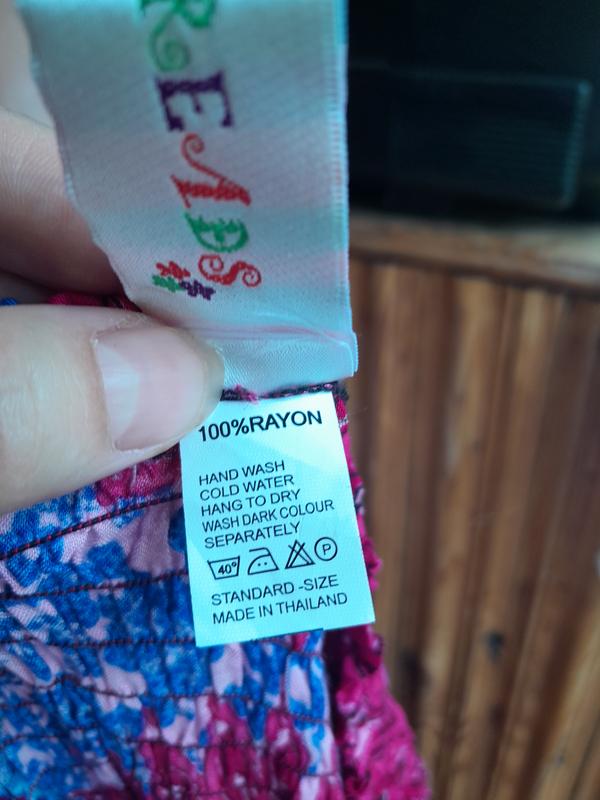 READS
100%RAYON
HAND WASH
COLD WATER
HANG TO DRY
WASH DARK COLOUR
SEPARATELY
40° P
STANDARD -SIZE
MADE IN THAILAND